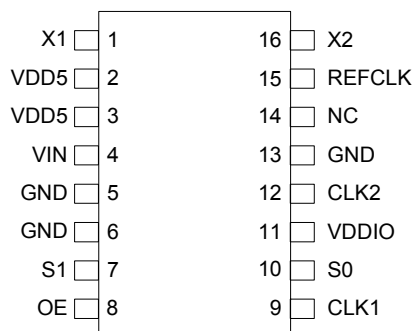 X1 1 16 X2
VDD5 2 15 REFCLK
VDD5 3 14 NC
VIN 4 13 GND
GND 5 12 CLK2
GND 6 11 VDDIO
S1 7 10 S0
OE 8 9 CLK1